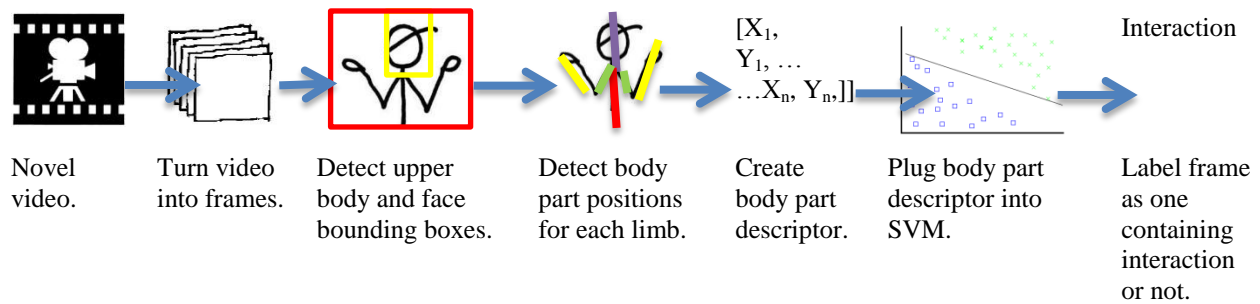 [X1,
Y1, …
…Xn, Yn,]]
Interaction
Novel
video.
Turn video
into frames.
Detect upper
body and face
bounding boxes.
Detect body
part positions
for each limb.
Create
body part
descriptor.
Plug body part
descriptor into
SVM.
Label frame
as one
containing
interaction
or not.